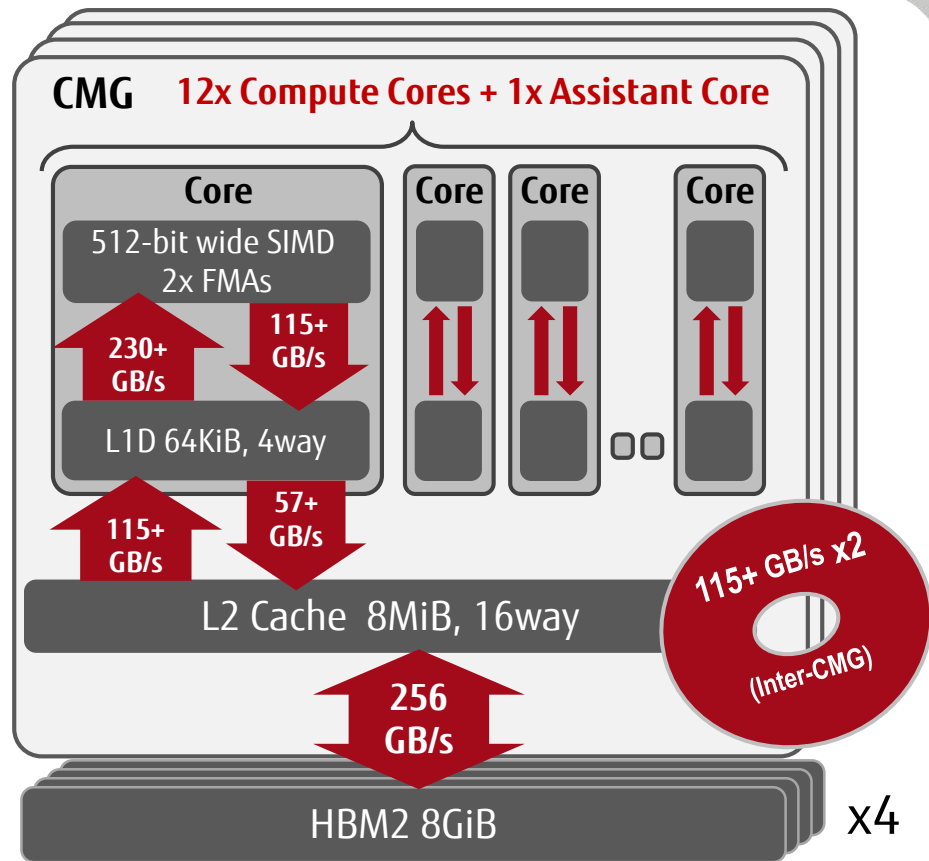 CMG 12x Compute Cores + 1x Assistant Core
Core
Core
Core
Core
512-bit wide SIMD
2x FMAs
230+
GB/s
115+
GB/s
L1D 64KiB, 4way
115+
GB/s
57+
GB/s
L2 Cache 8MiB, 16way
115+ GB/s x2
(Inter-CMG)
256
GB/s
HBM2 8GiB
x4